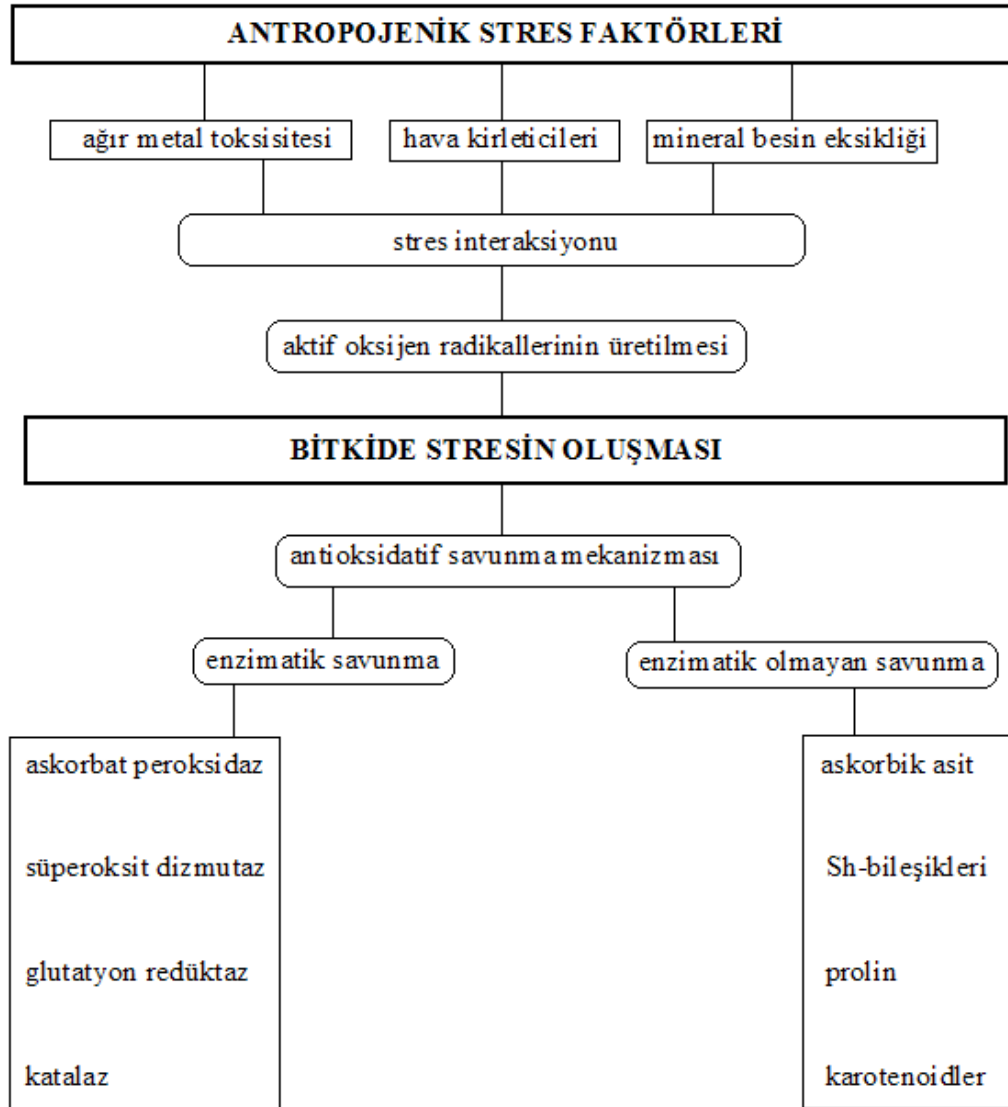 ANTROPOJENİK STRES FAKTÖRLERİ
ağır metal toksisitesi
hava kirleticileri
mineral besin eksikliği
stres interaksiyonu
aktif oksijen radikallerinin üretilmesi
BİTKİDE STRESİN OLUŞMASI
antioksidatif savunma mekanizması
enzimatik savunma
enzimatik olmayan savunma
askorbat peroksidaz
süperoksit dizmutaz
glutatyon redüktaz
katalaz
askorbik asit
Sh-bileşikleri
prolin
karotenoidler